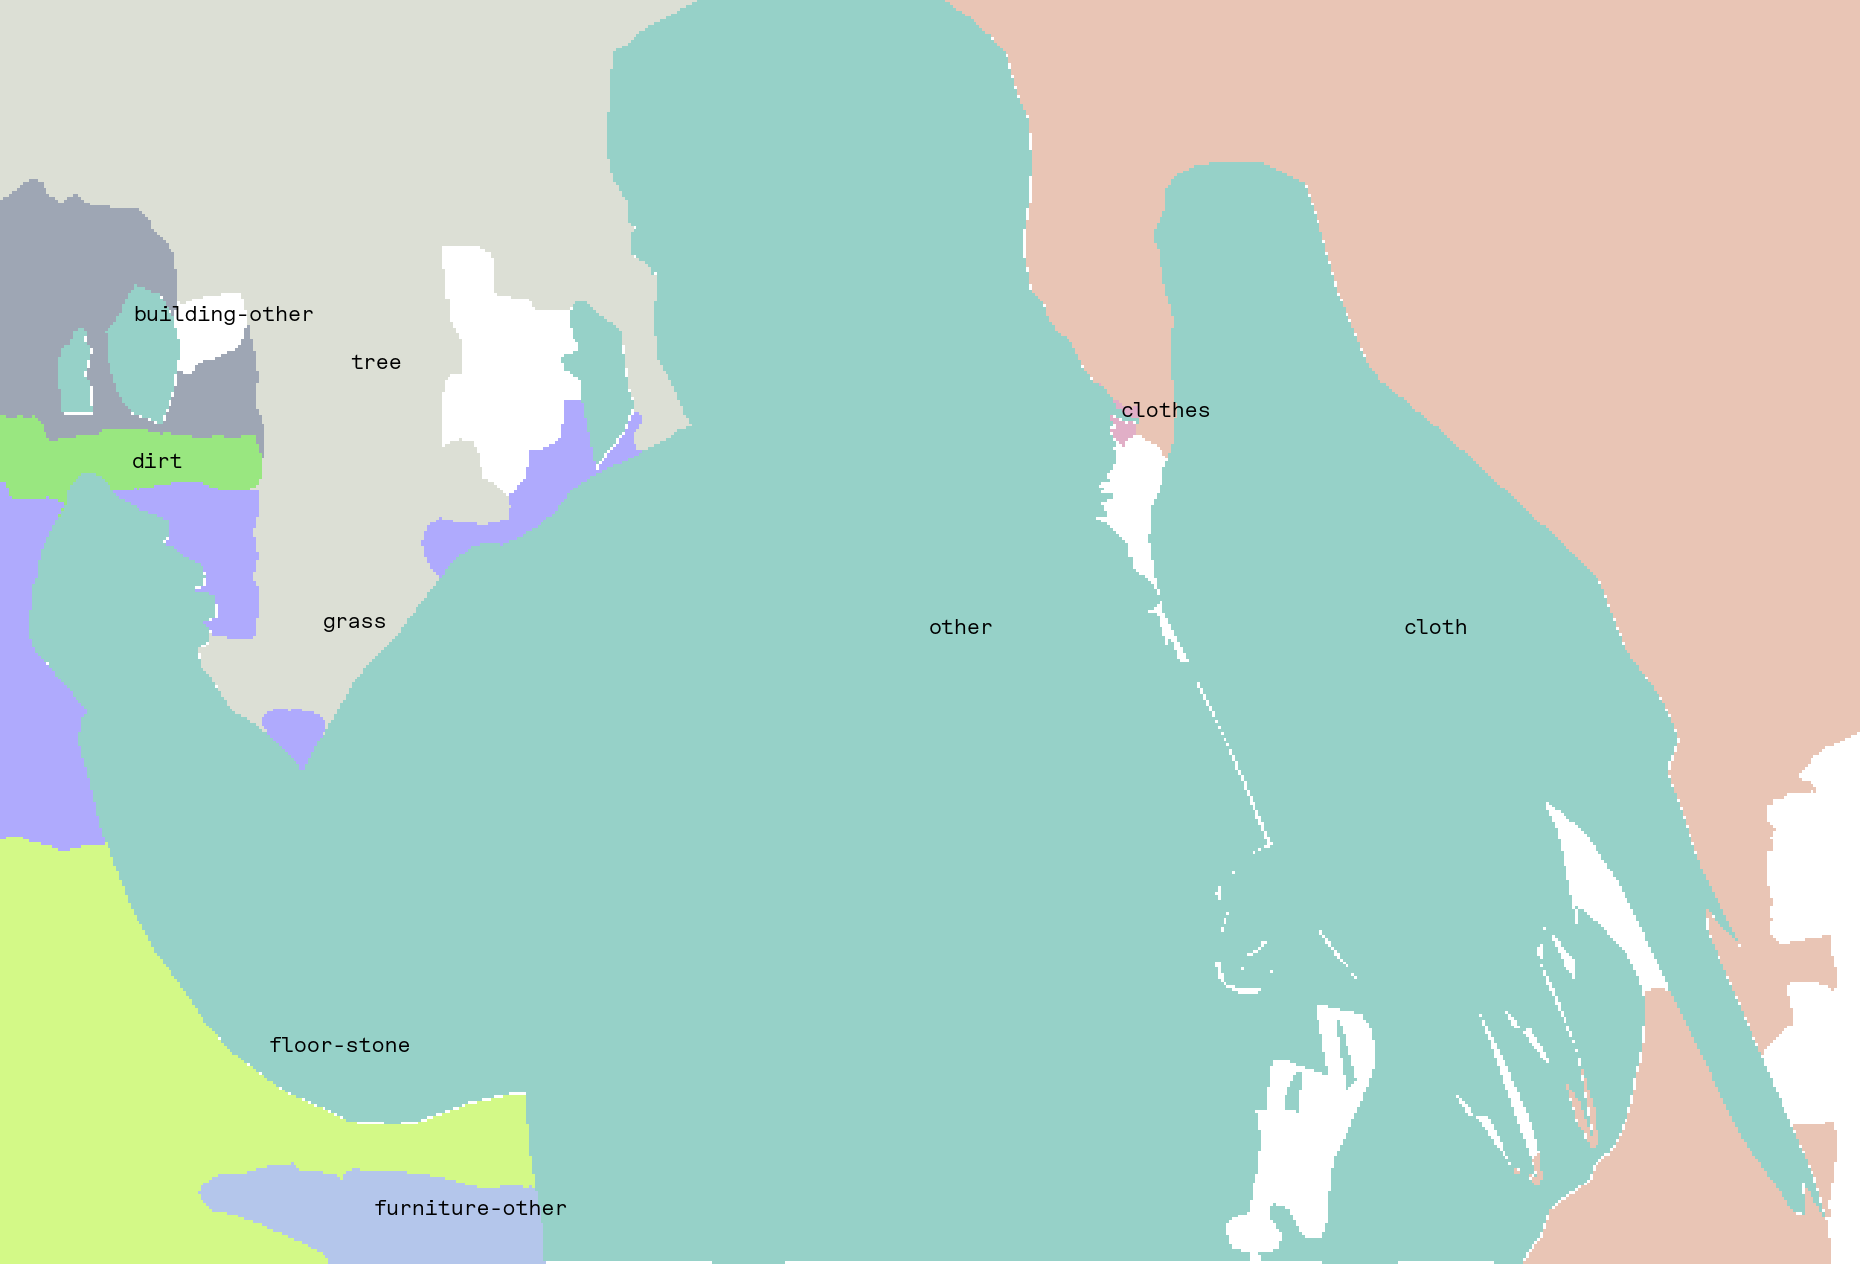 building-other
tree
clothes
dirt
grass
other
cloth
floor-stone
furniture-other